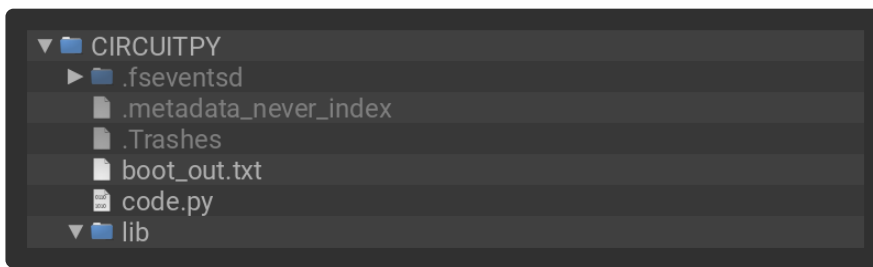 CIRCUITPY
.fseventsd
.metadata_never_index
.Trashes
boot_out.txt
code.py
lib